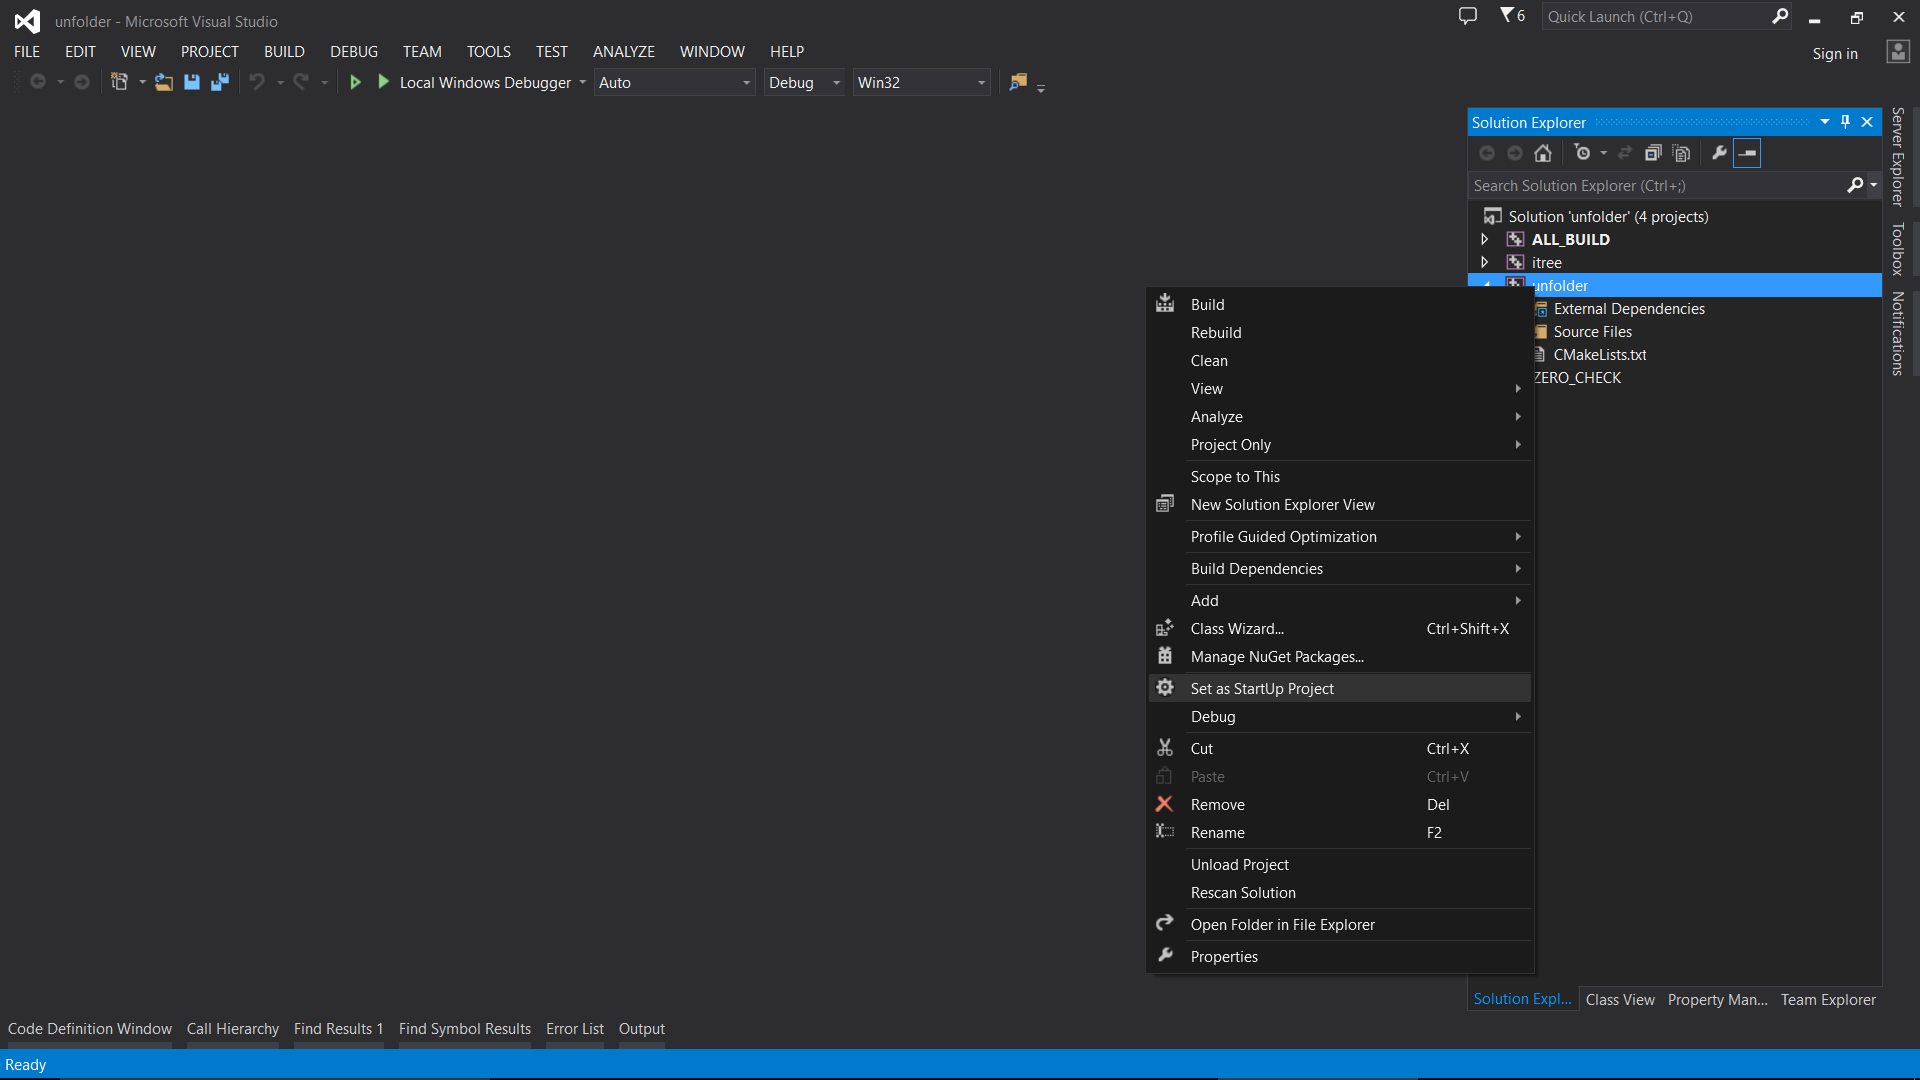 unfolder - Microsoft Visual Studio
6
Quick Launch (Ctrl+Q)
FILE EDIT VIEW PROJECT BUILD DEBUG TEAM TOOLS TEST ANALYZE WINDOW HELP
Sign in
Local Windows Debugger Auto Debug Win32
Solution Explorer
Search Solution Explorer (Ctrl+;)
Solution 'unfolder' (4 projects)
ALL_BUILD
itree
unfolder
External Dependencies
Source Files
CMakeLists.txt
ZERO_CHECK
Server Explorer
Toolbox
Notifications
Build
Rebuild
Clean
View
Analyze
Project Only
Scope to This
New Solution Explorer View
Profile Guided Optimization
Build Dependencies
Add
Class Wizard... Ctrl+Shift+X
Manage NuGet Packages...
Set as StartUp Project
Debug
Cut Ctrl+X
Paste Ctrl+V
Remove Del
Rename F2
Unload Project
Rescan Solution
Open Folder in File Explorer
Properties
Solution Expl... Class View Property Man... Team Explorer
Code Definition Window Call Hierarchy Find Results 1 Find Symbol Results Error List Output
Ready